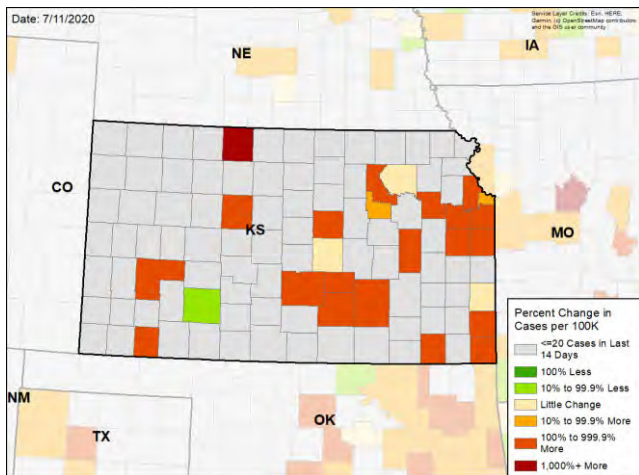 Date: 7/11/2020
Service Layer Credits: Esri, HERE,
Garmin, (c) OpenStreetMap contributors,
and the GIS user community
NE
IA
CO
KS
MO
NM
TX
OK
Percent Change in
Cases per 100K
<=20 Cases in Last
14 Days
100% Less
10% to 99.9% Less
Little Change
10% to 99.9% More
100% to 999.9%
More
1,000%+ More